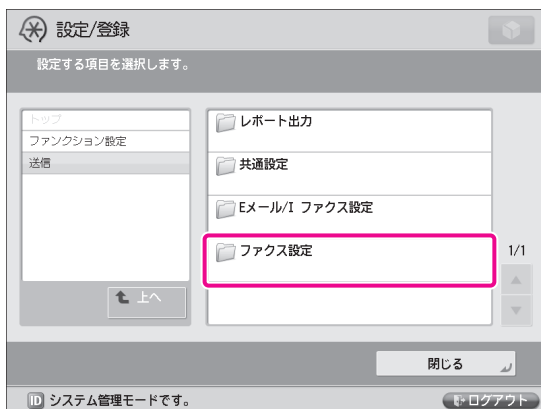 設定/登録
設定する項目を選択します。
トップ
ファンクション設定
送信
上へ
レポート出力
共通設定
Eメール/I ファクス設定
ファクス設定
1/1
閉じる
ID システム管理モードです。
ログアウト